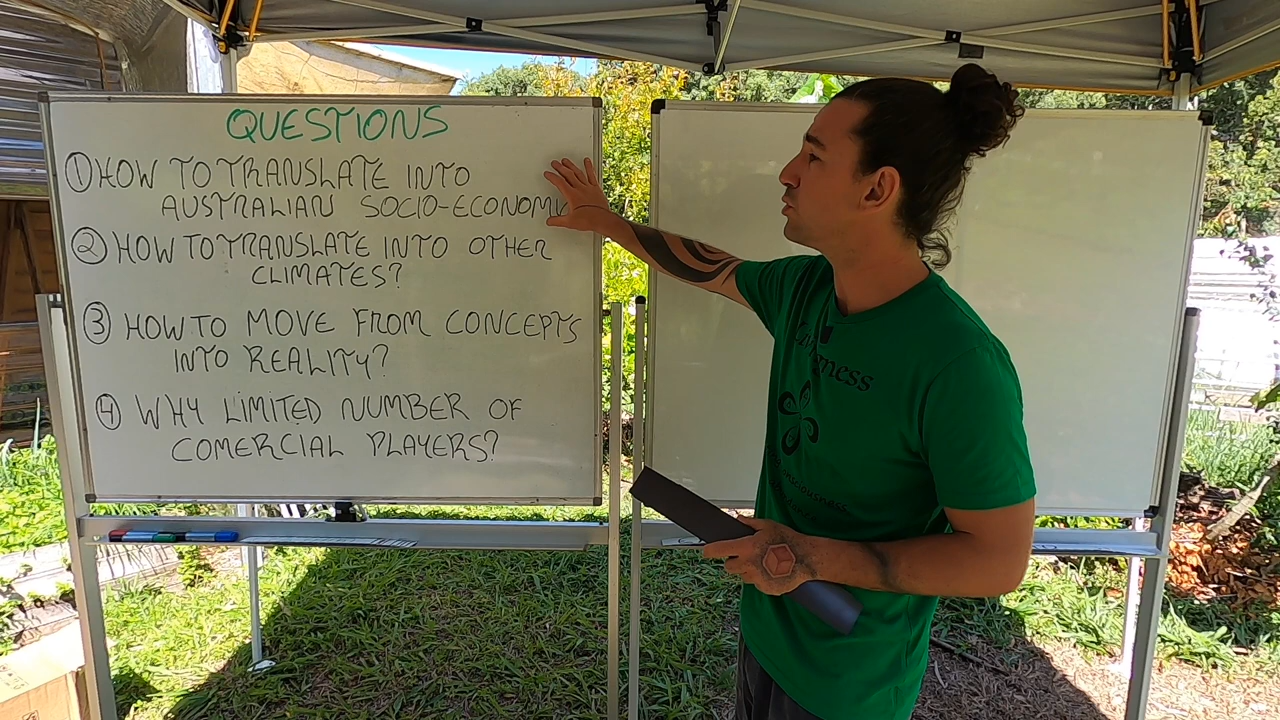 QUESTIONS
① HOW TO TRANSLATE INTO
AUSTRALIAN SOCIO-ECONOMY
② HOW TO TRANSLATE INTO OTHER
CLIMATES?
③ HOW TO MOVE FROM CONCEPTS
INTO REALITY?
④ WHY LIMITED NUMBER OF
COMERCIAL PLAYERS?